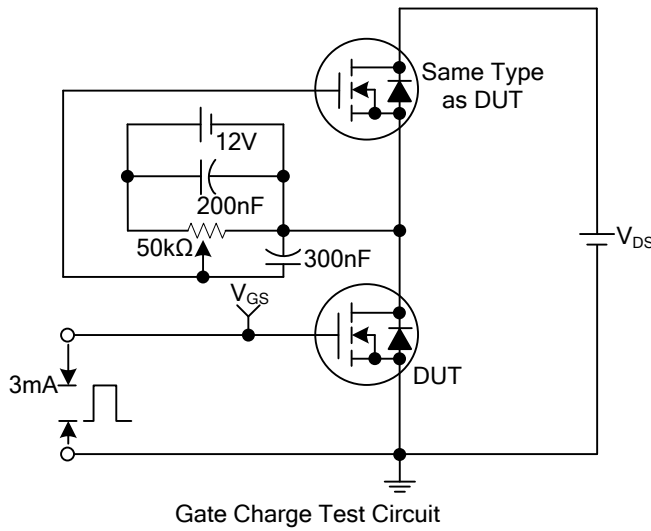 Same Type
as DUT
12V
200nF
50kΩ
300nF
V_DS
V_GS
3mA
DUT
Gate Charge Test Circuit